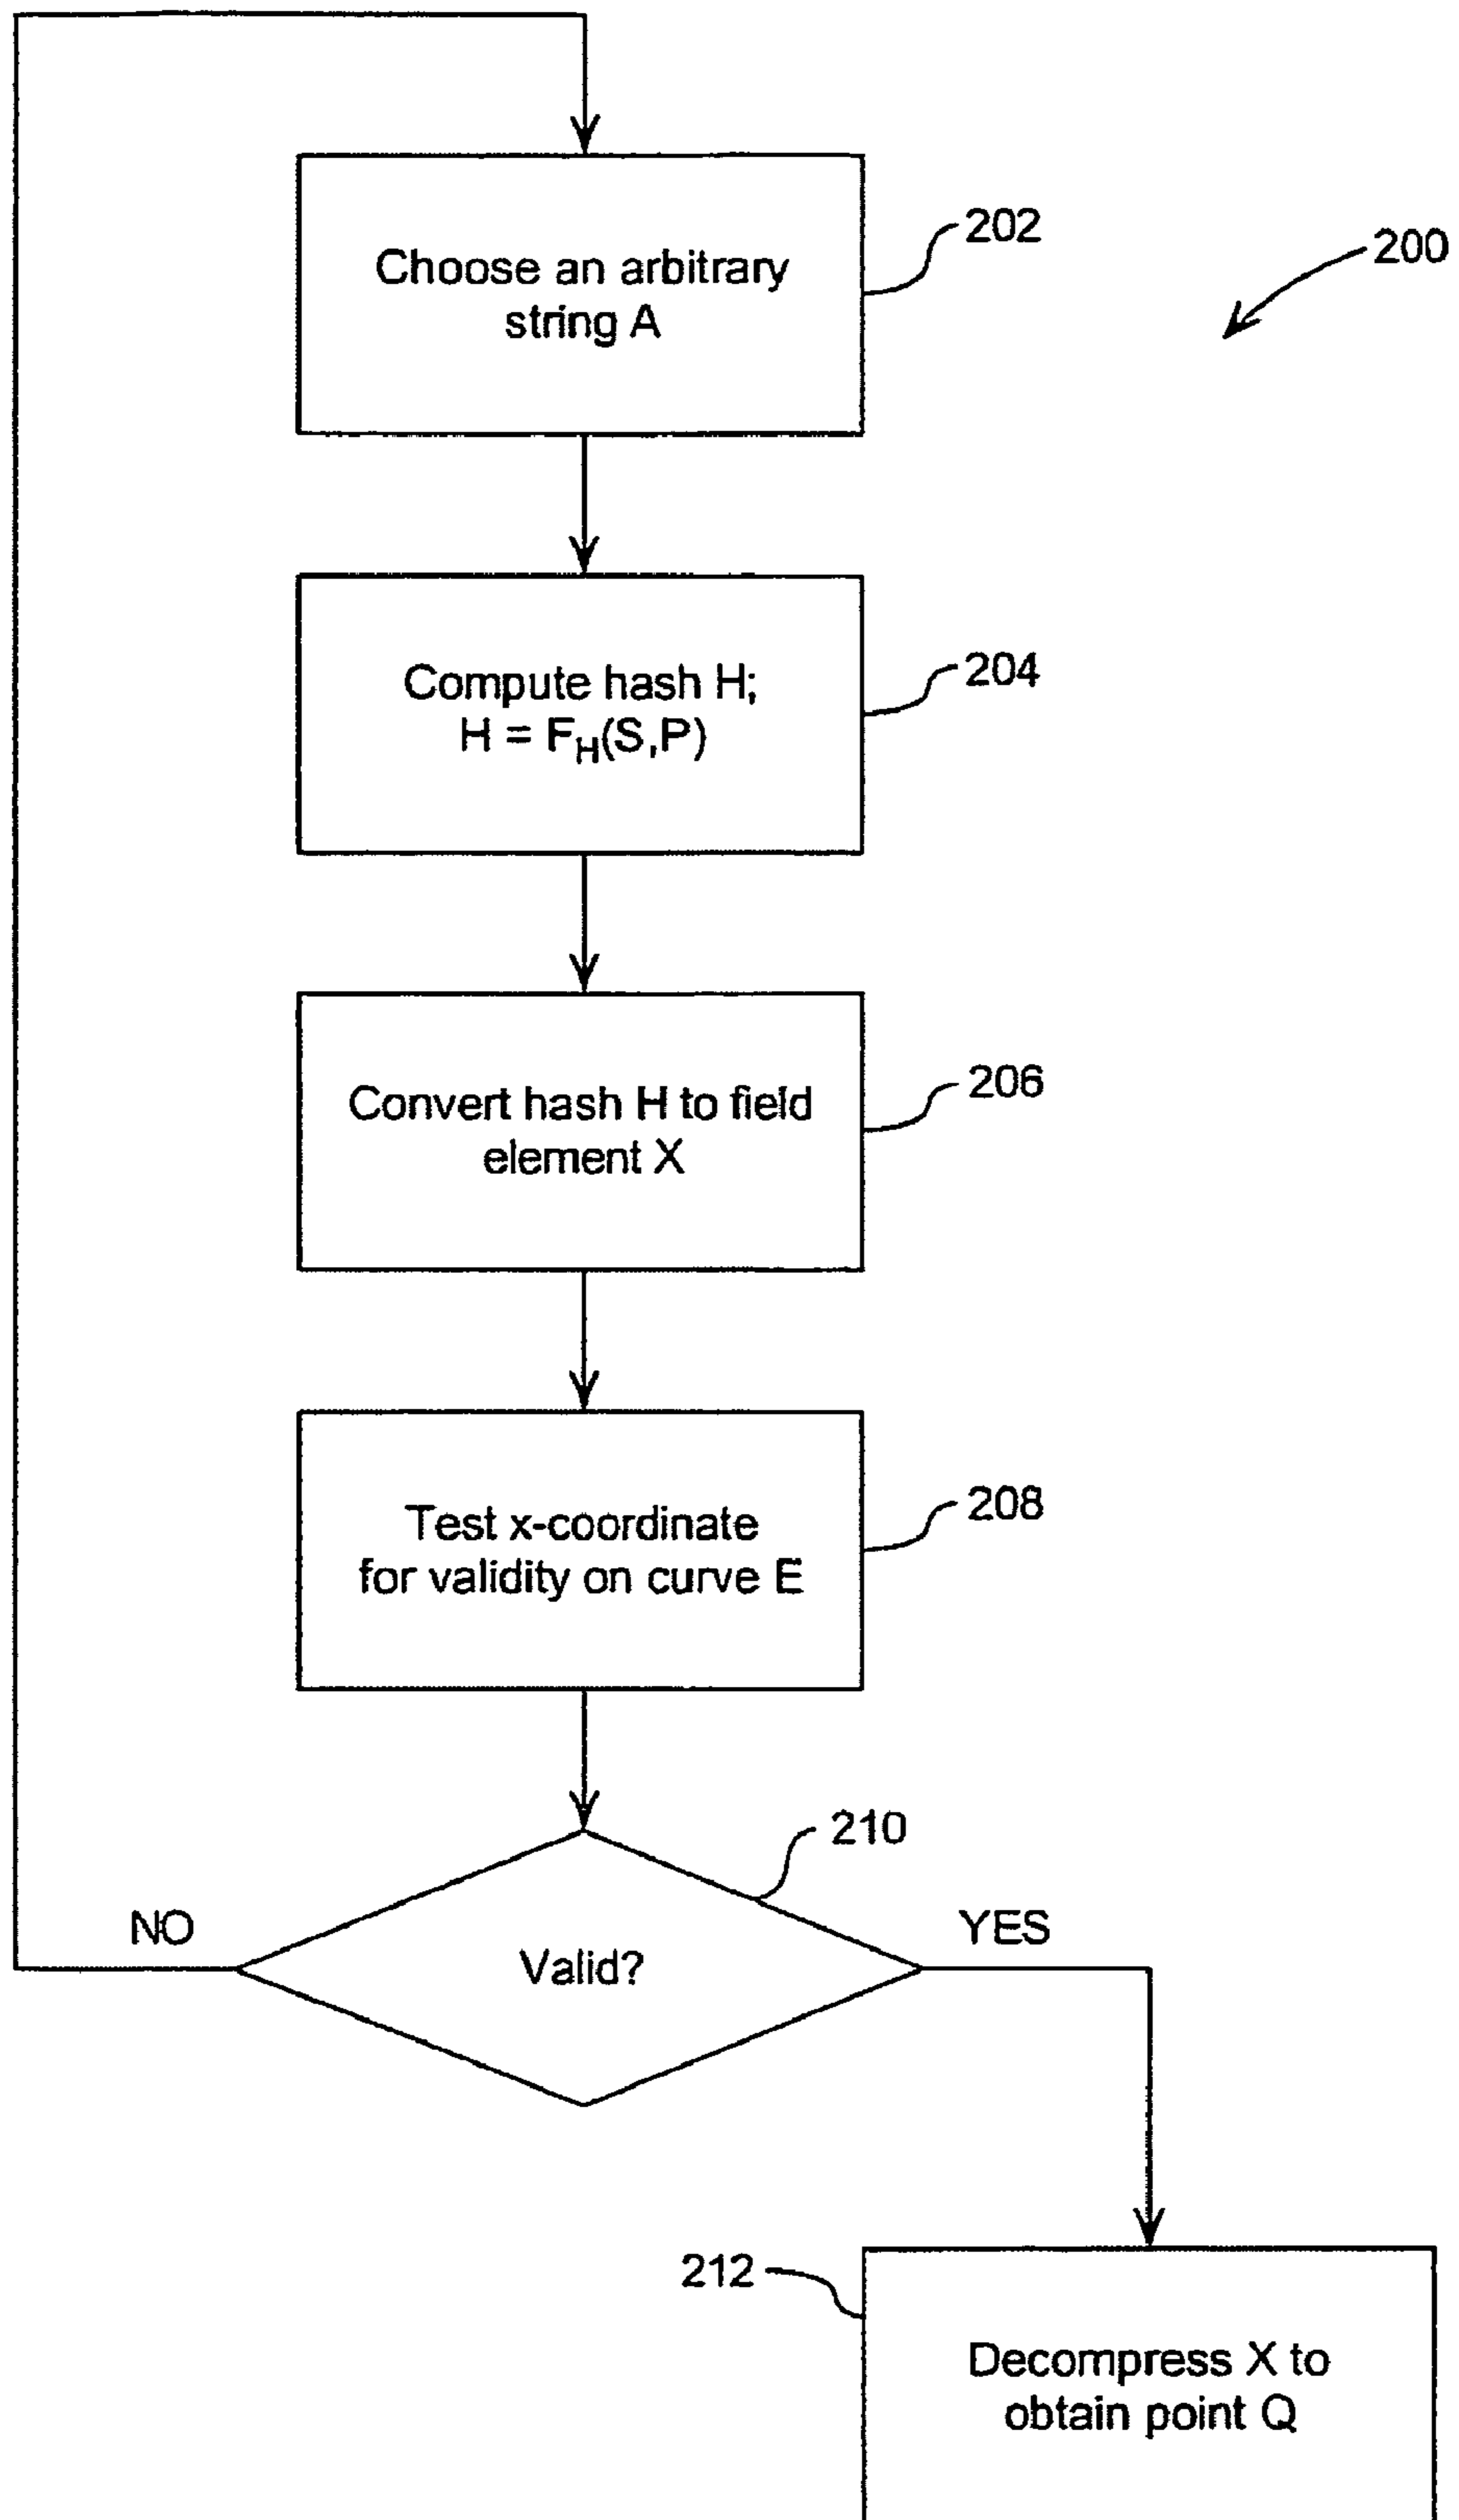 Choose an arbitrary
string A
202
200
Compute hash H;
H = F_H(S,P)
204
Convert hash H to field
element X
206
Test x-coordinate
for validity on curve E
208
210
NO
Valid?
YES
212
Decompress X to
obtain point Q